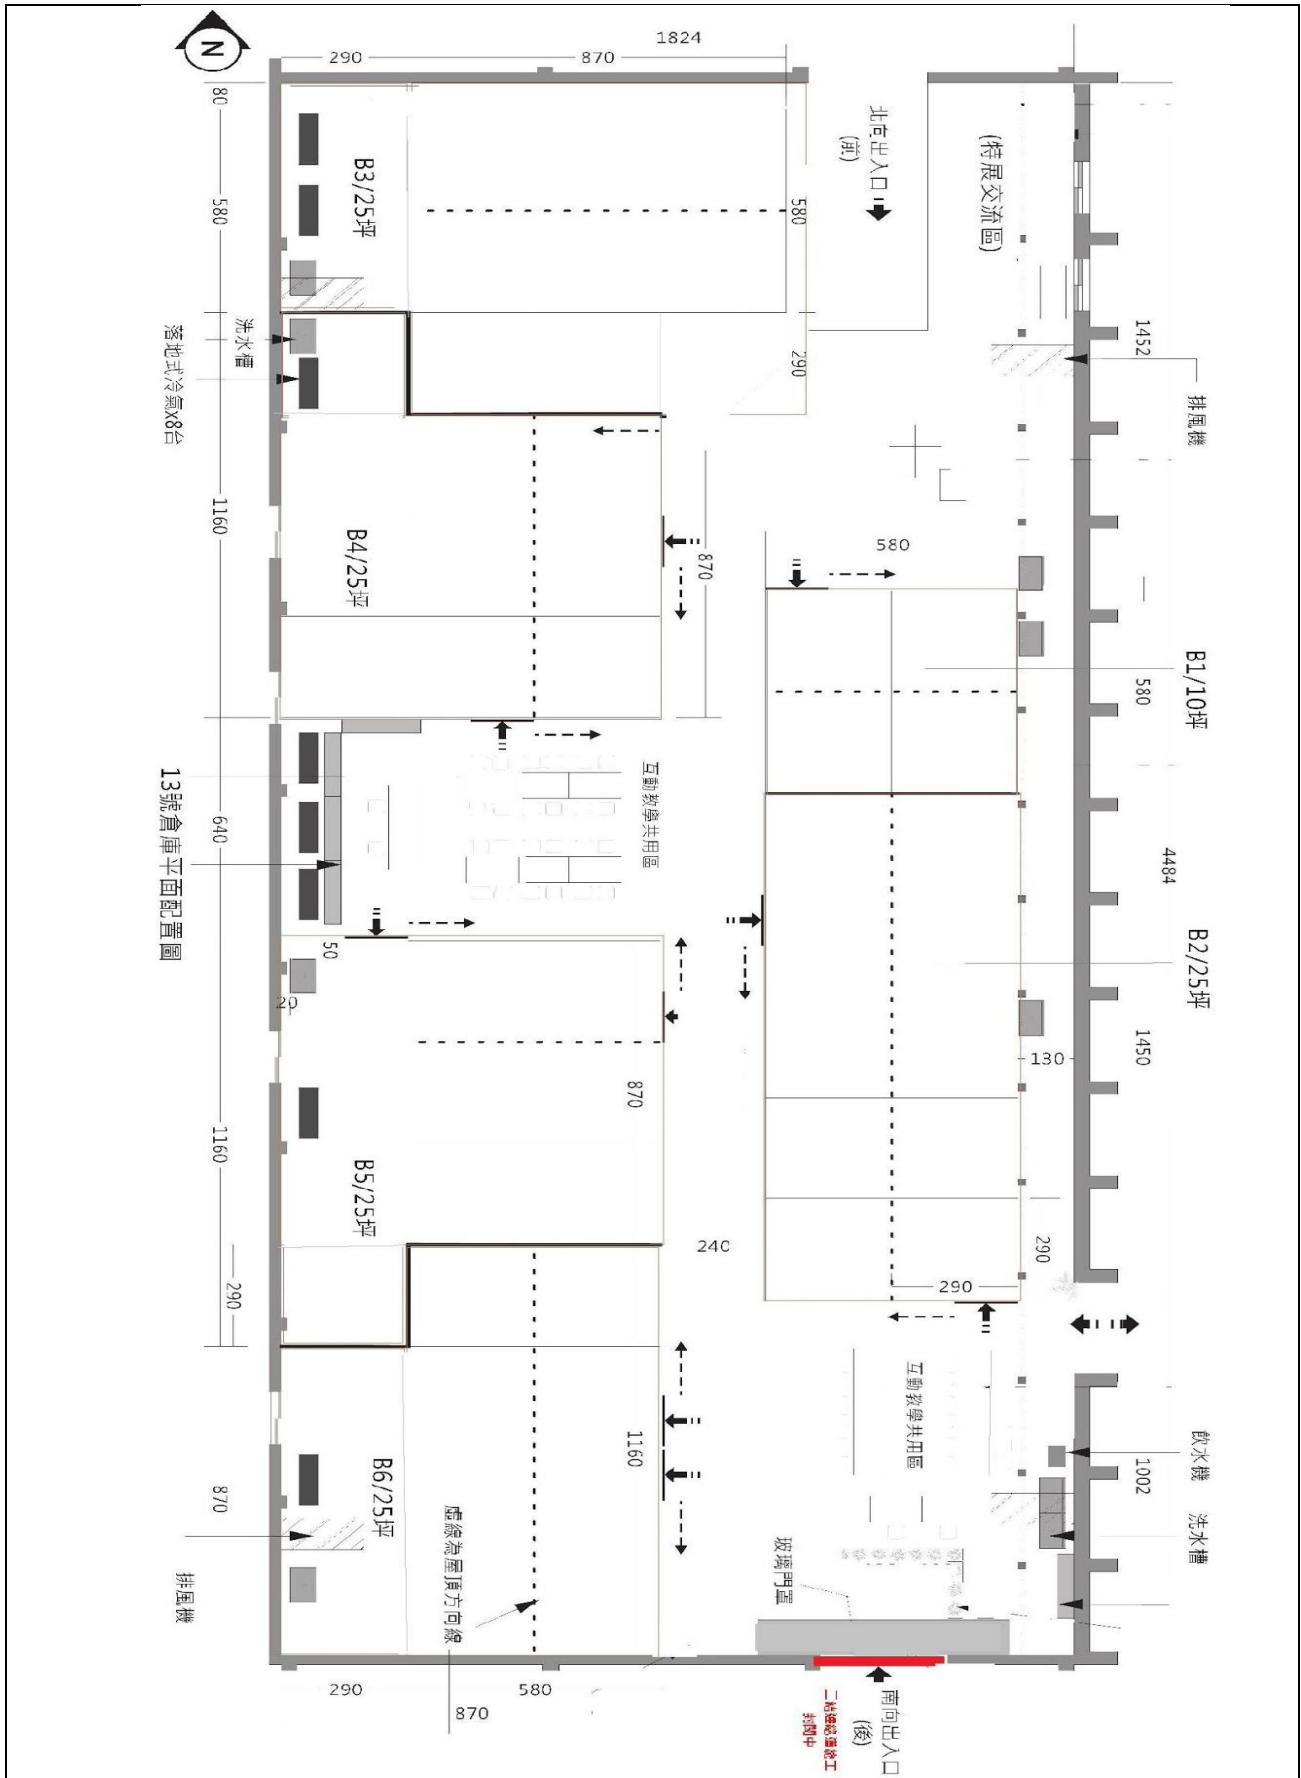 N
1824
290
870
80
580
1160
640
1160
290
870
B3/25坪
580
290
北向出入口
(前)
(特展交流區)
1452
排風機
洗水槽
落地式冷氣x8台
B4/25坪
870
580
B1/10坪
580
互動教學共用區
13號倉庫平面配置圖
4484
B2/25坪
50
20
130
1450
870
B5/25坪
240
290
290
互動教學共用區
1160
B6/25坪
飲水機
1002
洗水槽
虛線為屋頂方向線
玻璃門罩
排風機
290
580
870
南向出入口
(後)
封閉中